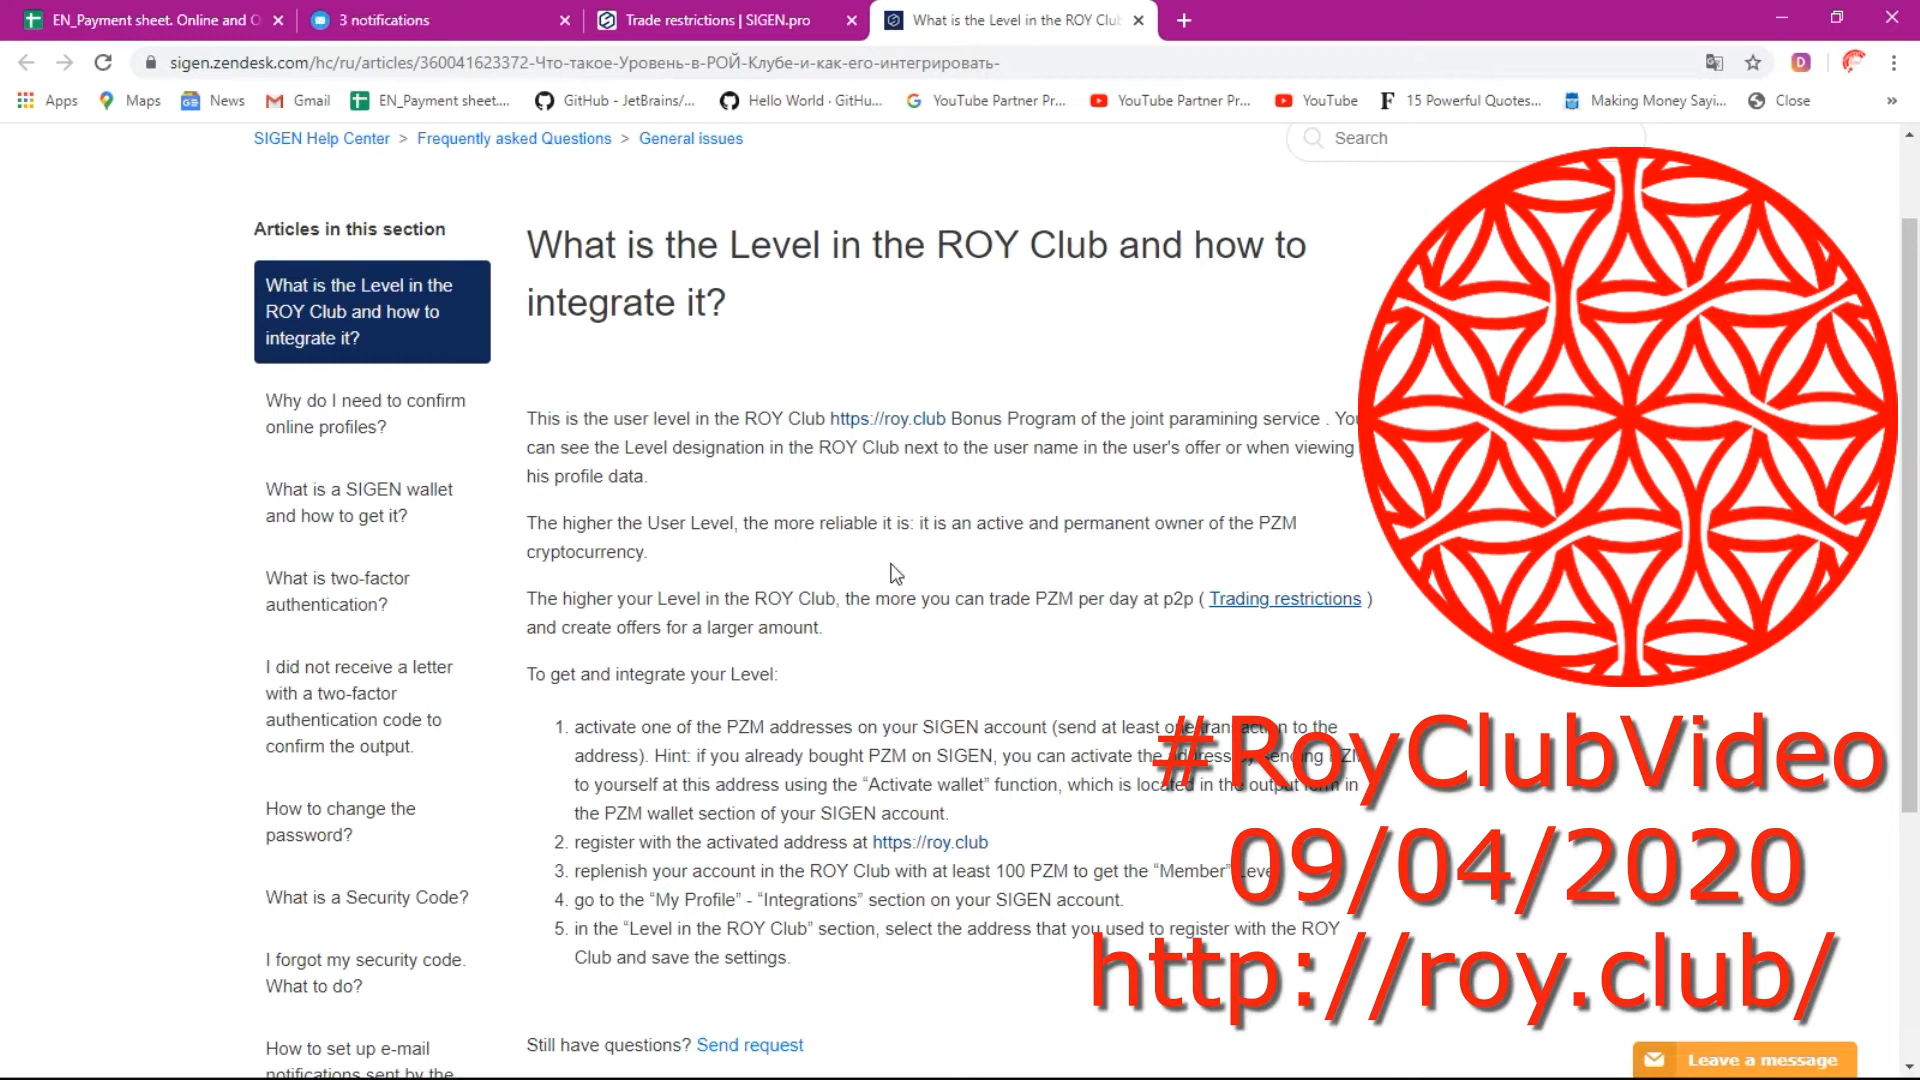 EN_Payment sheet. Online and O
3 notifications
Trade restrictions | SIGEN.pro
What is the Level in the ROY Club
sigen.zendesk.com/hc/ru/articles/360041623372-Что-такое-Уровень-в-РОЙ-Клубе-и-как-его-интегрировать-
D
Apps
Maps
News
Gmail
EN_Payment sheet....
GitHub - JetBrains/...
Hello World · GitHu...
YouTube Partner Pr...
YouTube Partner Pr...
YouTube
15 Powerful Quotes...
Making Money Sayi...
Close
SIGEN Help Center > Frequently asked Questions > General issues
Search
Articles in this section
What is the Level in the
ROY Club and how to
integrate it?
Why do I need to confirm
online profiles?
What is a SIGEN wallet
and how to get it?
What is two-factor
authentication?
I did not receive a letter
with a two-factor
authentication code to
confirm the output.
How to change the
password?
What is a Security Code?
I forgot my security code.
What to do?
How to set up e-mail
notifications sent by the
What is the Level in the ROY Club and how to
integrate it?
This is the user level in the ROY Club https://roy.club Bonus Program of the joint paramining service . You
can see the Level designation in the ROY Club next to the user name in the user's offer or when viewing
his profile data.
The higher the User Level, the more reliable it is: it is an active and permanent owner of the PZM
cryptocurrency.
The higher your Level in the ROY Club, the more you can trade PZM per day at p2p ( Trading restrictions )
and create offers for a larger amount.
To get and integrate your Level:
1. activate one of the PZM addresses on your SIGEN account (send at least one transaction to the
address). Hint: if you already bought PZM on SIGEN, you can activate the address by sending PZM
to yourself at this address using the “Activate wallet” function, which is located in the output form in
the PZM wallet section of your SIGEN account.
2. register with the activated address at https://roy.club
3. replenish your account in the ROY Club with at least 100 PZM to get the “Member” Level
4. go to the “My Profile” - “Integrations” section on your SIGEN account.
5. in the “Level in the ROY Club” section, select the address that you used to register with the ROY
Club and save the settings.
Still have questions? Send request
#RoyClubVideo
09/04/2020
http://roy.club/
Leave a message